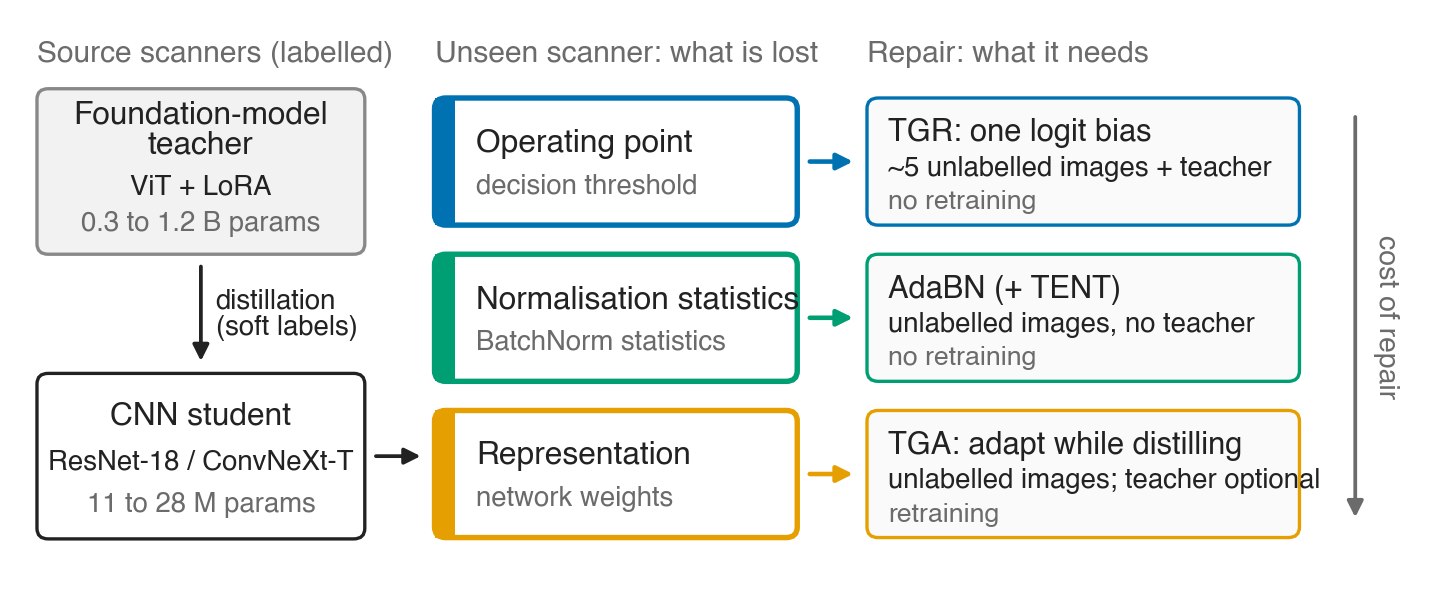 Source scanners (labelled)
Foundation-model
teacher
ViT + LoRA
0.3 to 1.2 B params
distillation
(soft labels)
CNN student
ResNet-18 / ConvNeXt-T
11 to 28 M params
Unseen scanner: what is lost
Operating point
decision threshold
Normalisation statistics
BatchNorm statistics
Representation
network weights
Repair: what it needs
TGR: one logit bias
~5 unlabelled images + teacher
no retraining
AdaBN (+ TENT)
unlabelled images, no teacher
no retraining
TGA: adapt while distilling
unlabelled images; teacher optional
retraining
cost of repair